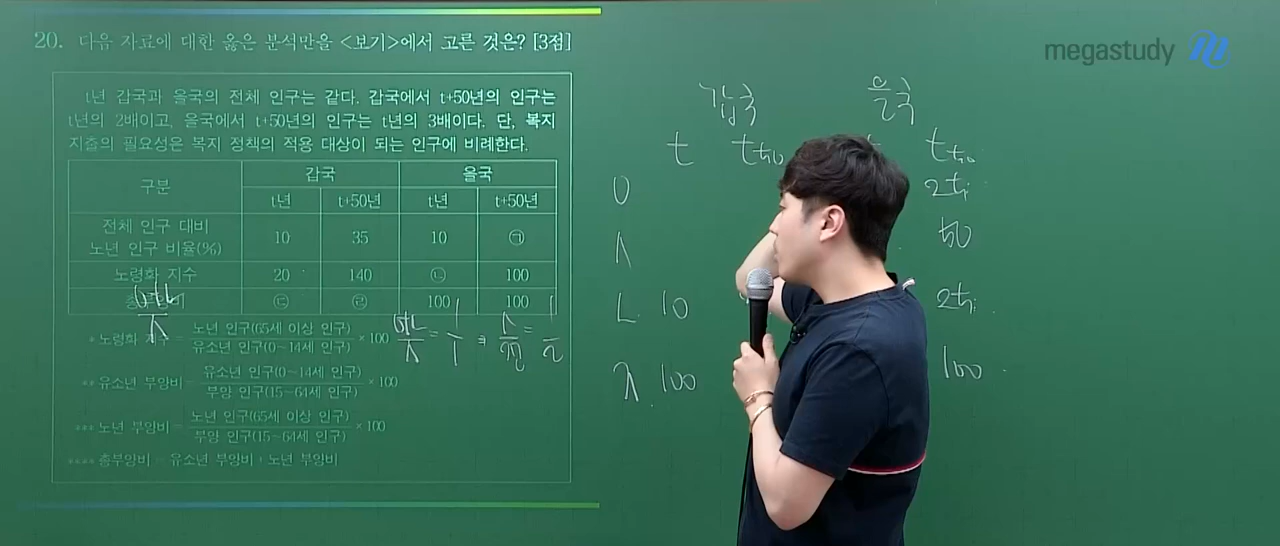 20. 다음 자료에 대한 옳은 분석만을 <보기>에서 고른 것은? [3점]
megastudy
t년 갑국과 을국의 전체 인구는 같다. 갑국에서 t+50년의 인구는
t년의 2배이고, 을국에서 t+50년의 인구는 t년의 3배이다. 단, 복지
지출의 필요성은 복지 정책의 적용 대상이 되는 인구에 비례한다.
구분 갑국 을국
t년 t+50년 t년 t+50년
전체 인구 대비
노년 인구 비율(%) 10 35 10 ㉠
노령화 지수 20 140 ㉡ 100
㉢ ㉣ 100 100
* 노령화 지수 = 노년 인구(65세 이상 인구) / 유소년 인구(0~14세 인구) × 100
** 유소년 부양비 = 유소년 인구(0~14세 인구) / 부양 인구(15~64세 인구) × 100
*** 노년 부양비 = 노년 인구(65세 이상 인구) / 부양 인구(15~64세 인구) × 100
**** 총부양비 = 유소년 부양비 + 노년 부양비
갑국 을국
t
50
10
100 100